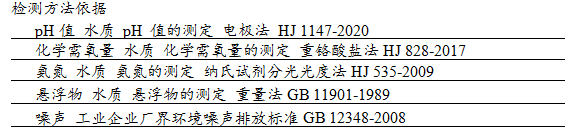 检测方法依据
pH 值 水质 pH 值的测定 电极法 HJ 1147-2020
化学需氧量 水质 化学需氧量的测定 重铬酸盐法 HJ 828-2017
氨氮 水质 氨氮的测定 纳氏试剂分光光度法 HJ 535-2009
悬浮物 水质 悬浮物的测定 重量法 GB 11901-1989
噪声 工业企业厂界环境噪声排放标准 GB 12348-2008